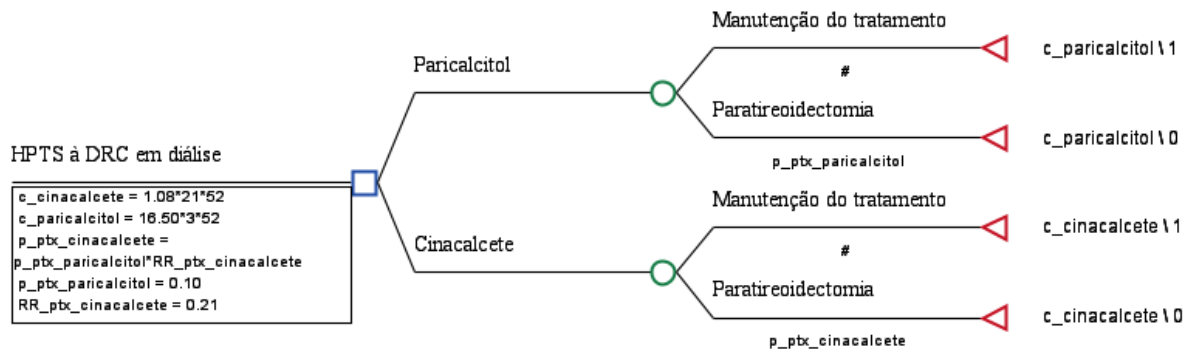 Manutenção do tratamento
c_paricalcitol \ 1
#
Paricalcitol
Paratireoidectomia
c_paricalcitol \ 0
p_ptx_paricalcitol
HPTS à DRC em diálise
c_cinacalcete = 1.08*21*52
c_paricalcitol = 16.50*3*52
p_ptx_cinacalcete =
p_ptx_paricalcitol*RR_ptx_cinacalcete
p_ptx_paricalcitol = 0.10
RR_ptx_cinacalcete = 0.21
Manutenção do tratamento
c_cinacalcete \ 1
#
Cinacalcete
Paratireoidectomia
c_cinacalcete \ 0
p_ptx_cinacalcete